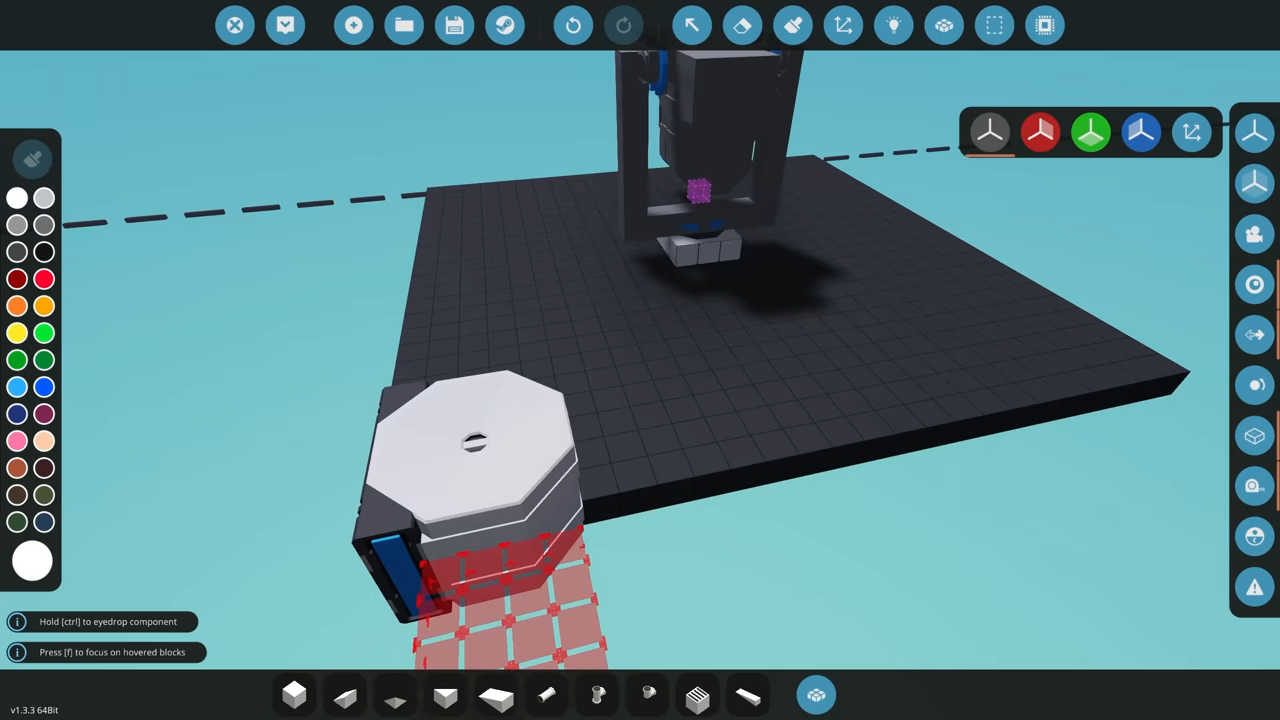 Hold [ctrl] to eyedrop component
Press [f] to focus on hovered blocks
v1.3.3 64Bit